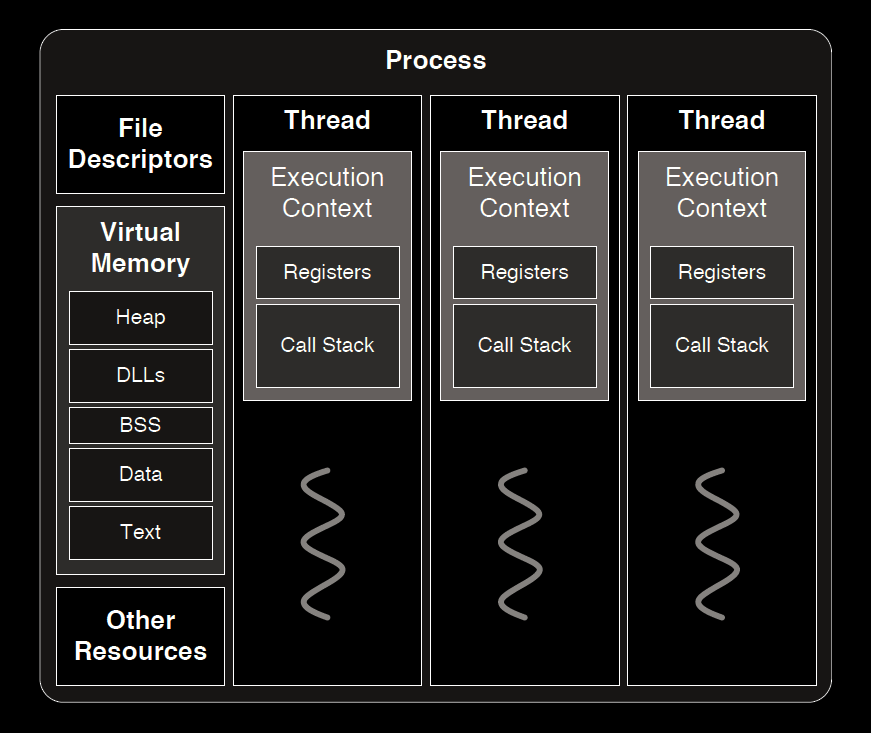 Process
File
Descriptors
Virtual
Memory
Heap
DLLs
BSS
Data
Text
Other
Resources
Thread
Execution
Context
Registers
Call Stack
Thread
Execution
Context
Registers
Call Stack
Thread
Execution
Context
Registers
Call Stack